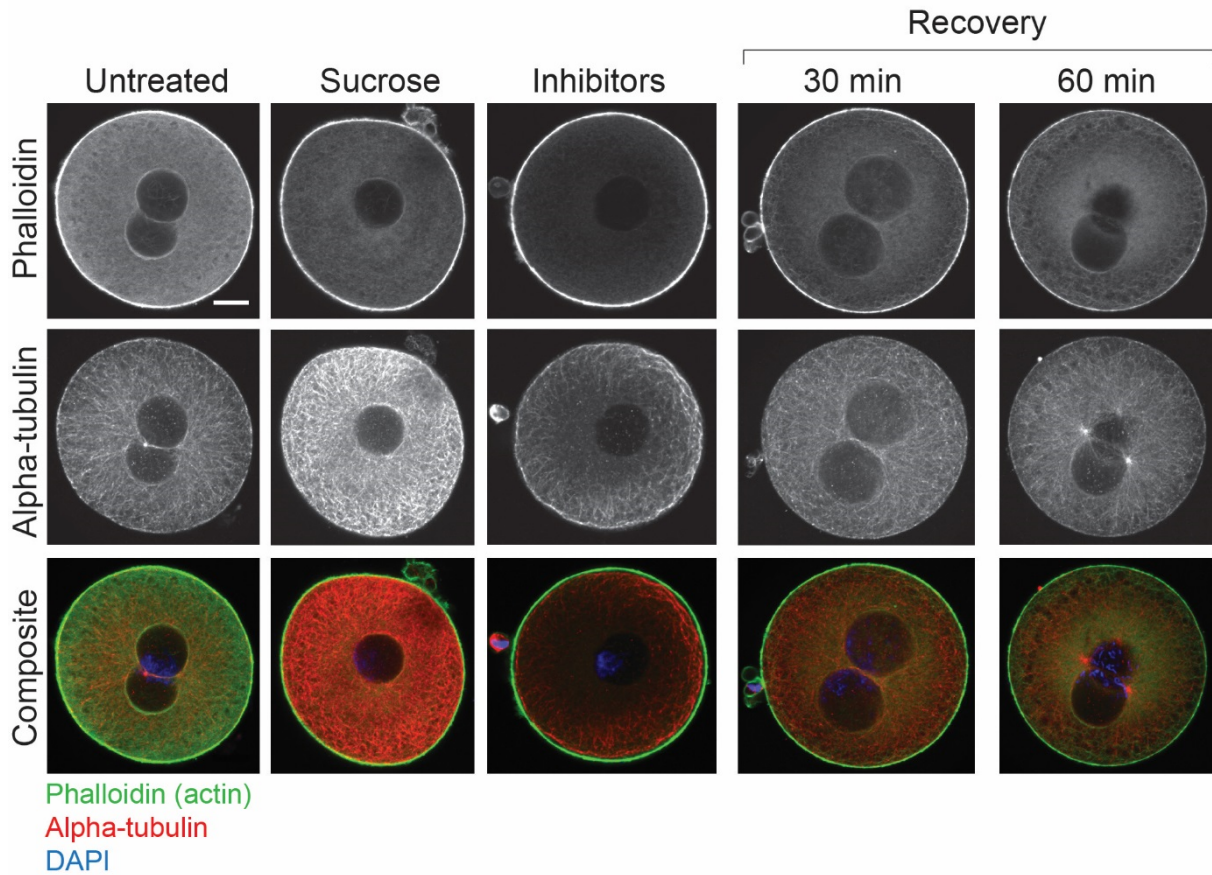 Recovery
Untreated Sucrose Inhibitors 30 min 60 min
Phalloidin
Alpha-tubulin
Composite
Phalloidin (actin)
Alpha-tubulin
DAPI